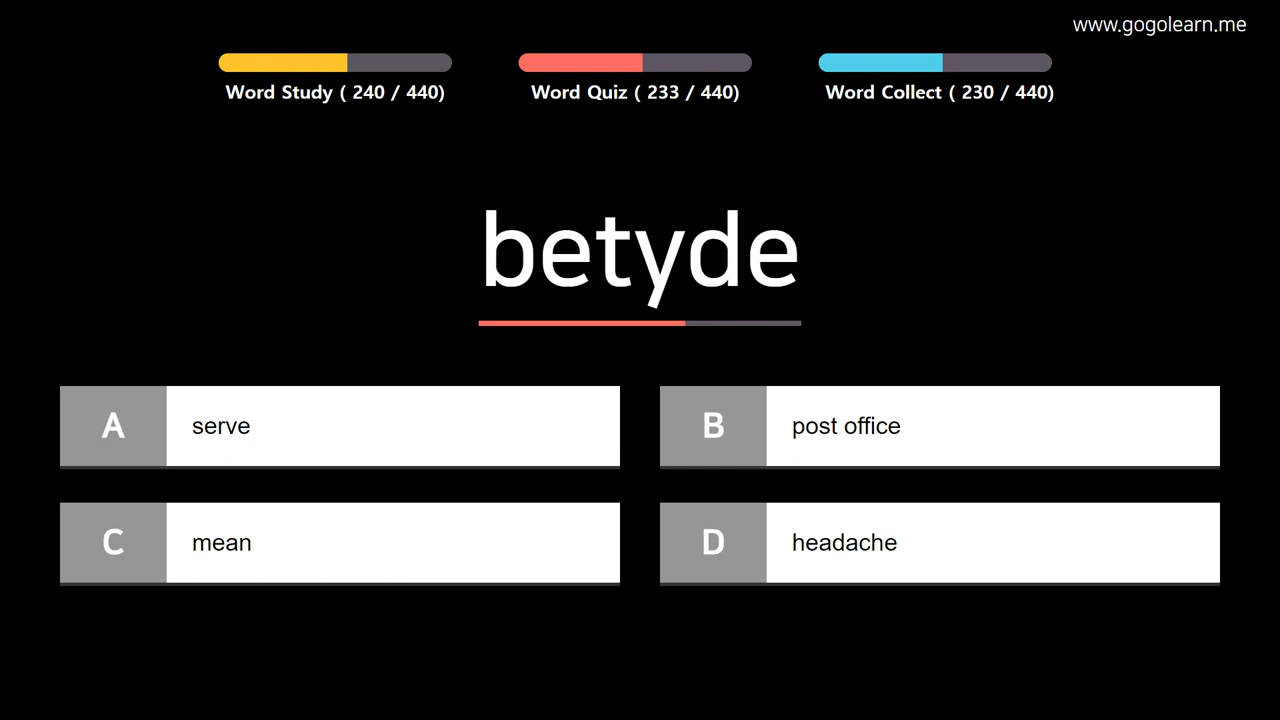 www.gogolearn.me
Word Study ( 240 / 440)
Word Quiz ( 233 / 440)
Word Collect ( 230 / 440)
betyde
A serve
B post office
C mean
D headache